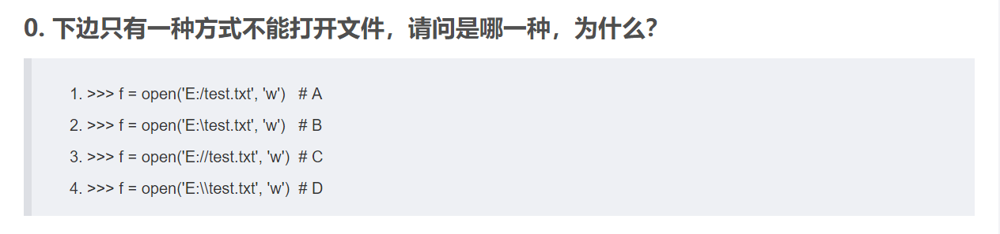 0. 下边只有一种方式不能打开文件，请问是哪一种，为什么?
1. >>> f = open('E:/test.txt', 'w')   # A
2. >>> f = open('E:\test.txt', 'w')   # B
3. >>> f = open('E://test.txt', 'w')  # C
4. >>> f = open('E:\\test.txt', 'w')  # D